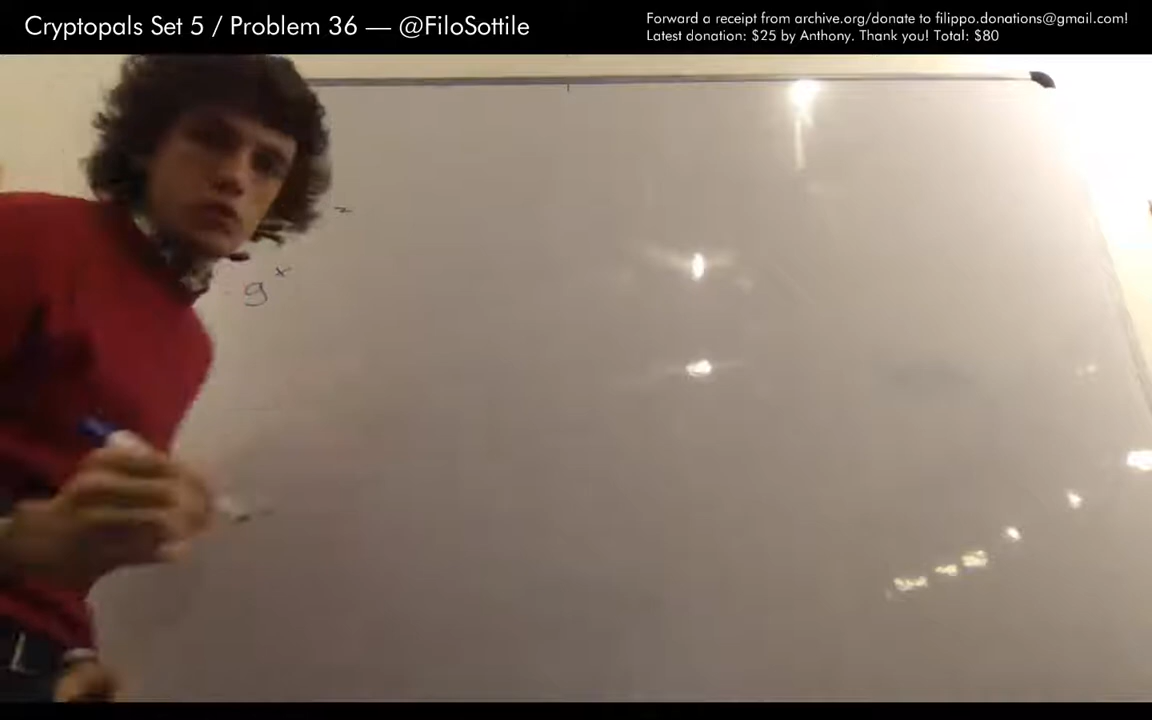 Cryptopals Set 5 / Problem 36 — @FiloSottile
Forward a receipt from archive.org/donate to filippo.donations@gmail.com!
Latest donation: $25 by Anthony. Thank you! Total: $80
g^x